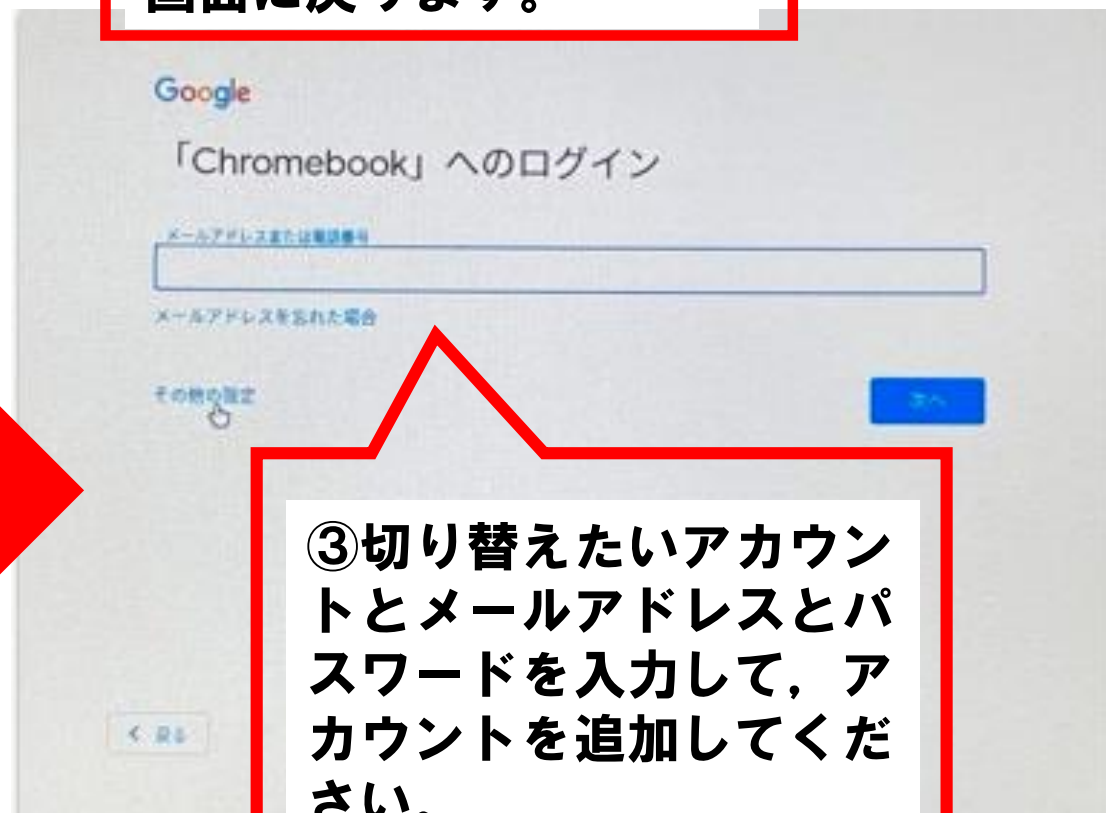 画面に戻ります。
Google
「Chromebook」へのログイン
メールアドレスまたは電話番号
メールアドレスを忘れた場合
その他の設定
次へ
③切り替えたいアカウン
トとメールアドレスとパ
スワードを入力して，ア
カウントを追加してくだ
さい。
戻る